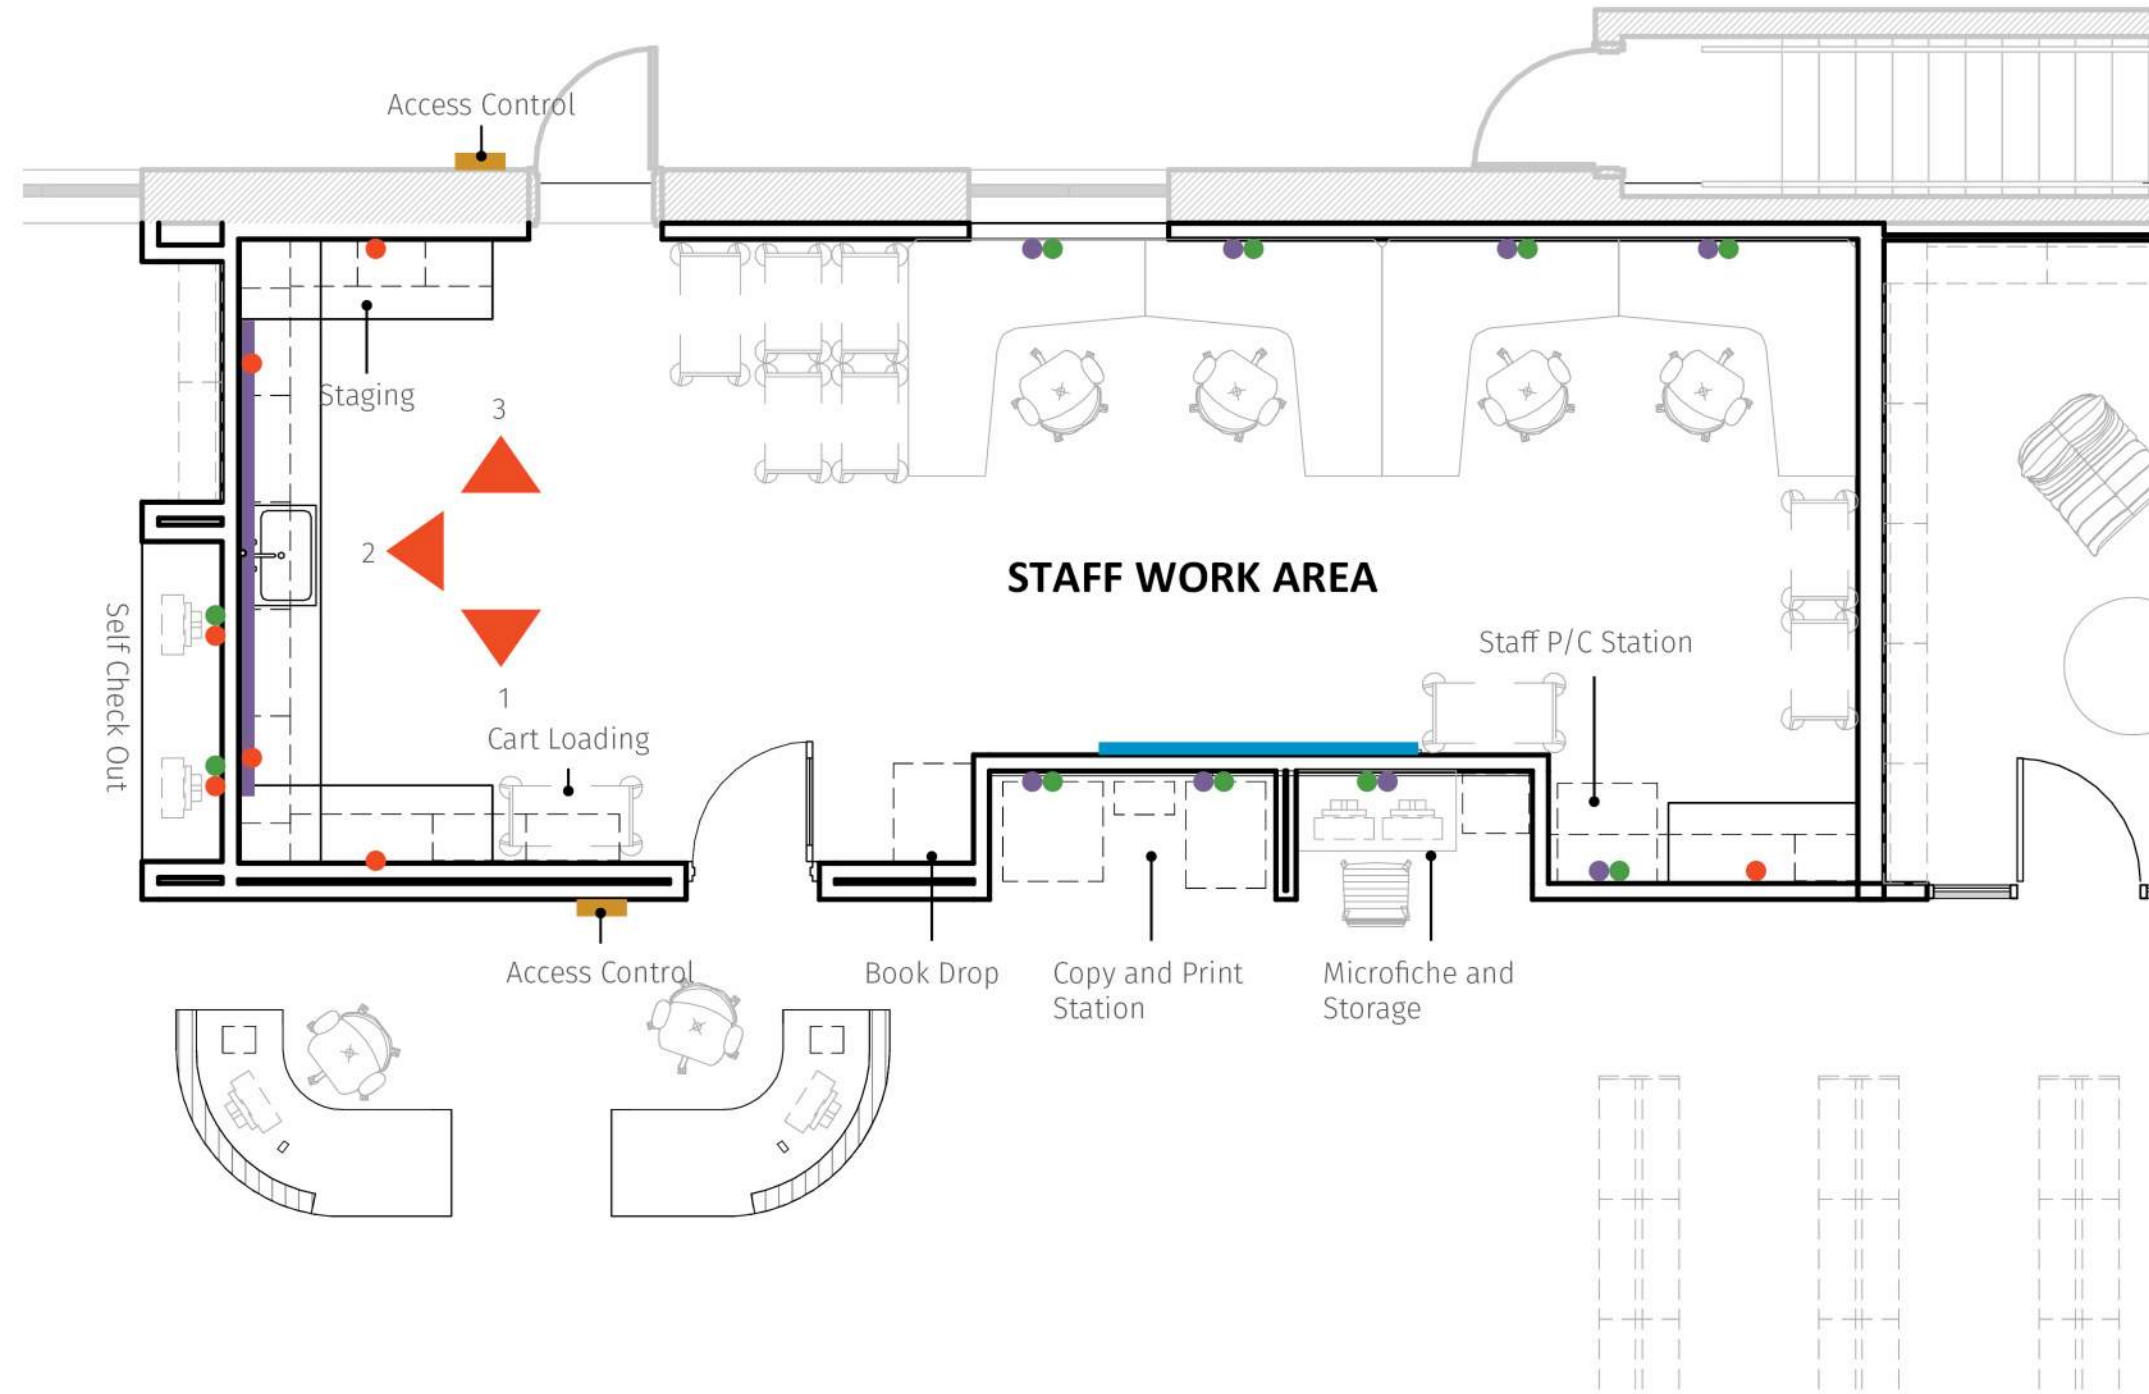 Access Control
Staging
3
2
STAFF WORK AREA
Self Check Out
Staff P/C Station
1
Cart Loading
Access Control
Book Drop
Copy and Print
Station
Microfiche and
Storage